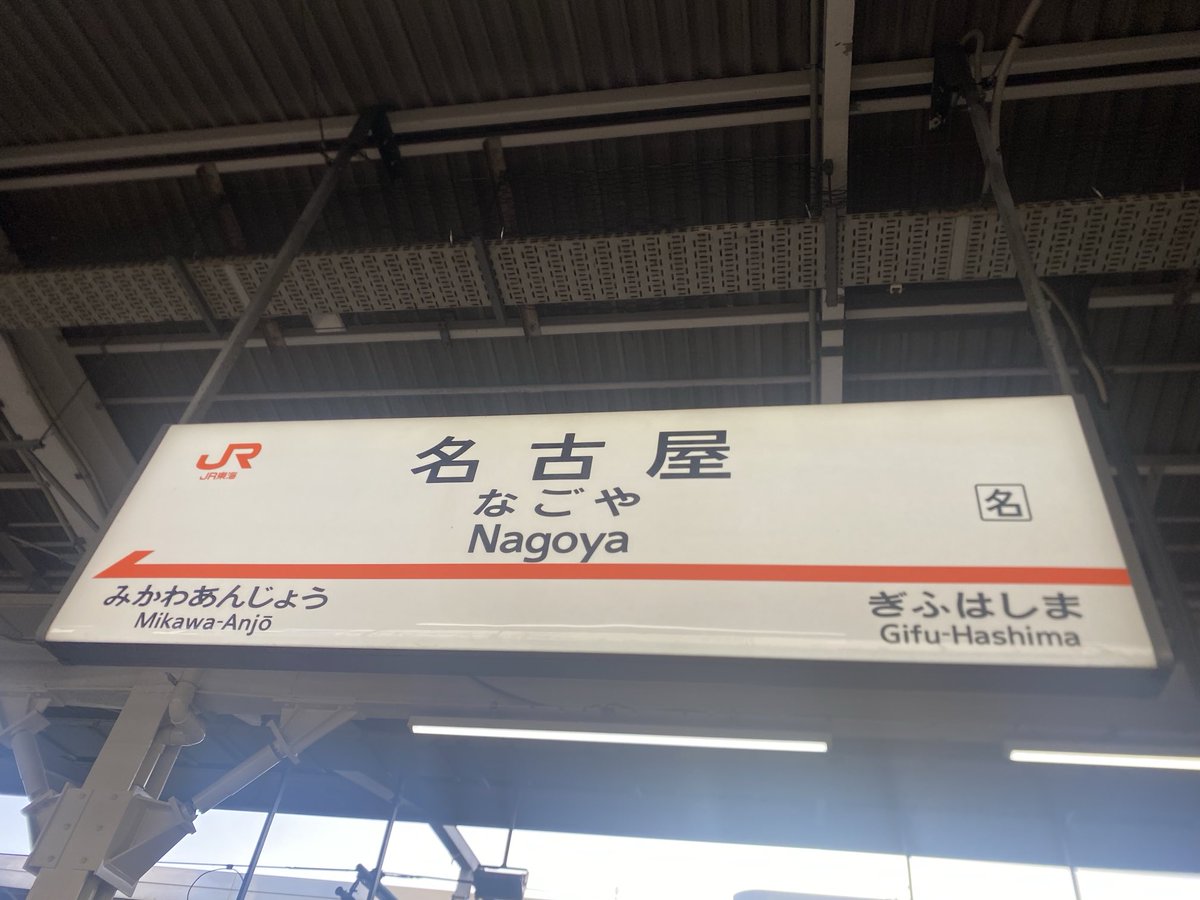 JR
JR東海
名古屋
なごや
Nagoya
名
みかわあんじょう
Mikawa-Anjō
ぎふはしま
Gifu-Hashima